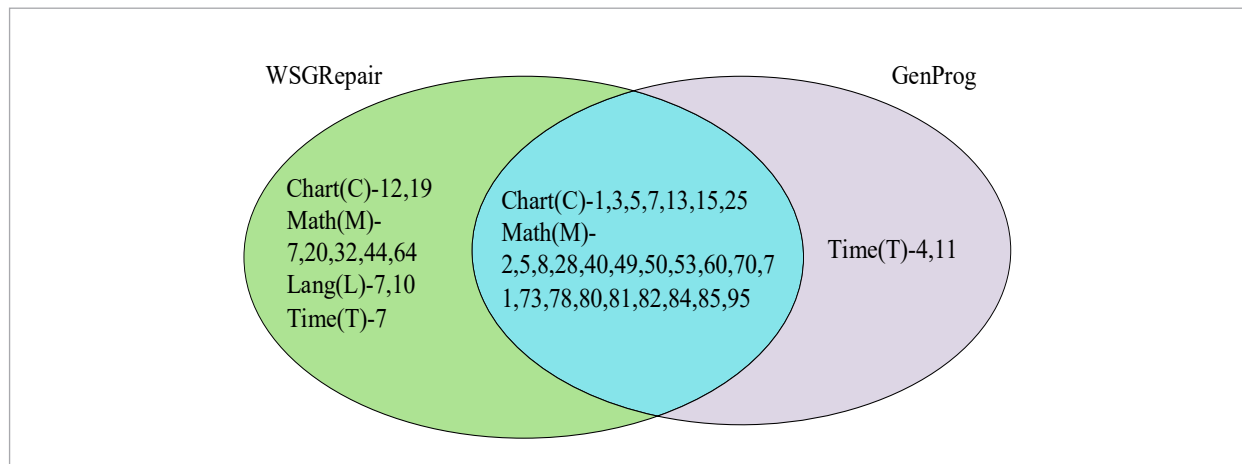 WSGRepair
GenProg
Chart(C)-12,19
Math(M)-
7,20,32,44,64
Lang(L)-7,10
Time(T)-7
Chart(C)-1,3,5,7,13,15,25
Math(M)-
2,5,8,28,40,49,50,53,60,70,7
1,73,78,80,81,82,84,85,95
Time(T)-4,11